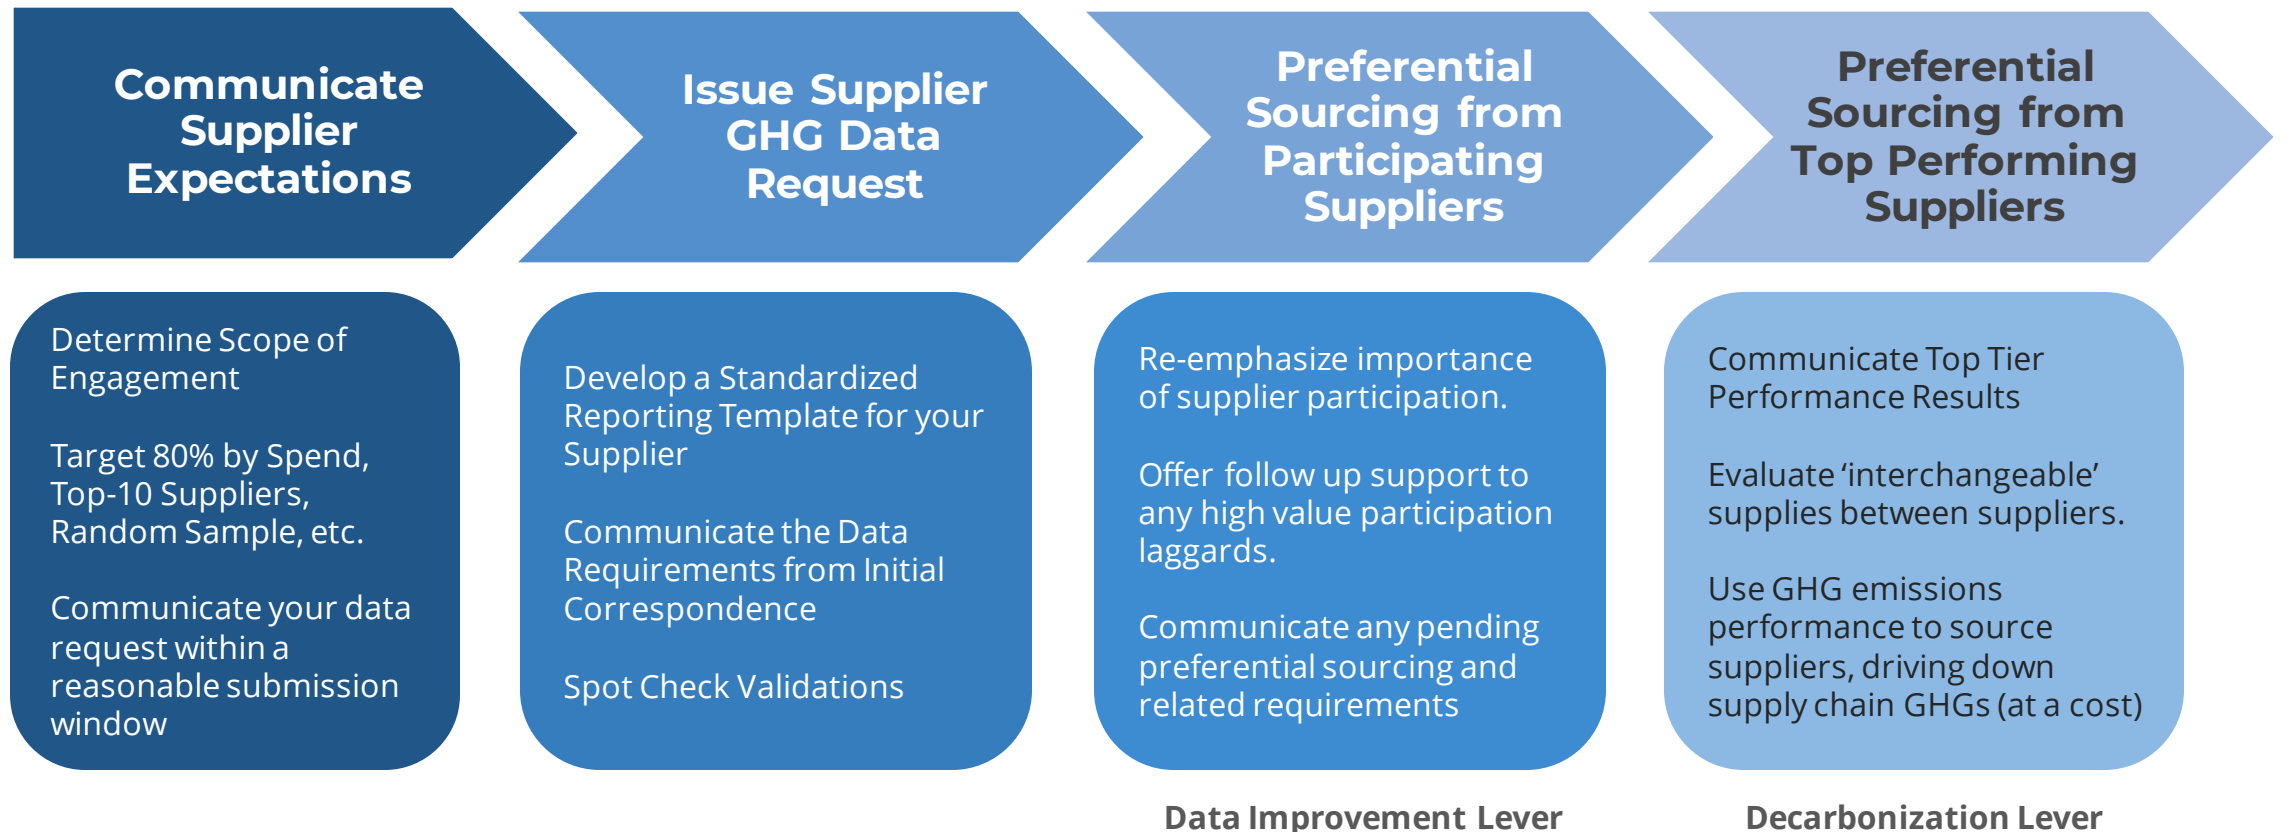 Communicate
Supplier
Expectations
Issue Supplier
GHG Data
Request
Preferential
Sourcing from
Participating
Suppliers
Preferential
Sourcing from
Top Performing
Suppliers
Determine Scope of
Engagement
Target 80% by Spend,
Top-10 Suppliers,
Random Sample, etc.
Communicate your data
request within a
reasonable submission
window
Develop a Standardized
Reporting Template for your
Supplier
Communicate the Data
Requirements from Initial
Correspondence
Spot Check Validations
Re-emphasize importance
of supplier participation.
Offer follow up support to
any high value participation
laggards.
Communicate any pending
preferential sourcing and
related requirements
Communicate Top Tier
Performance Results
Evaluate ‘interchangeable’
supplies between suppliers.
Use GHG emissions
performance to source
suppliers, driving down
supply chain GHGs (at a cost)
Data Improvement Lever
Decarbonization Lever